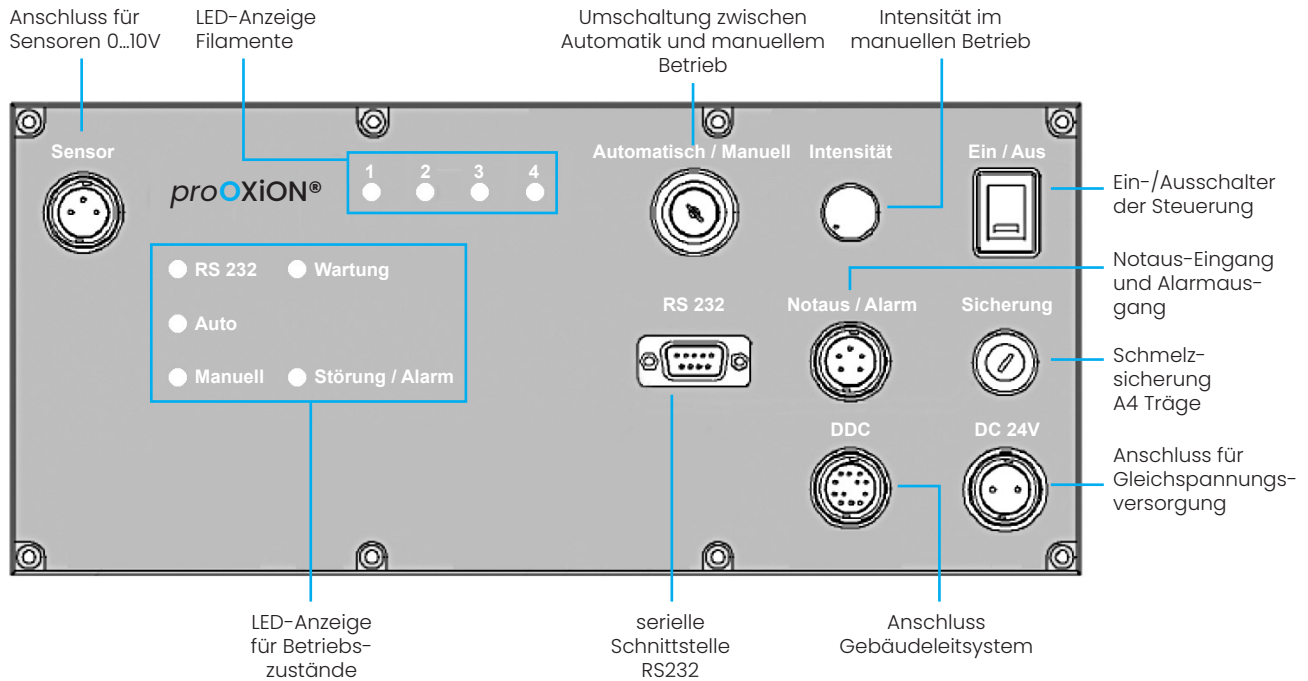 Anschluss für
Sensoren 0...10V
LED-Anzeige
Filamente
Umschaltung zwischen
Automatik und manuellem
Betrieb
Intensität im
manuellen Betrieb
Sensor
proOXiON®
1 2 3 4
Automatisch / Manuell
Intensität
Ein / Aus
Ein-/Ausschalter
der Steuerung
RS 232
Wartung
Auto
Manuell
Störung / Alarm
RS 232
Notaus / Alarm
Sicherung
Notaus-Eingang
und Alarmaus-
gang
Schmelz-
sicherung
A4 Träge
DDC
DC 24V
Anschluss für
Gleichspannungs-
versorgung
LED-Anzeige
für Betriebs-
zustände
serielle
Schnittstelle
RS232
Anschluss
Gebäudeleitsystem